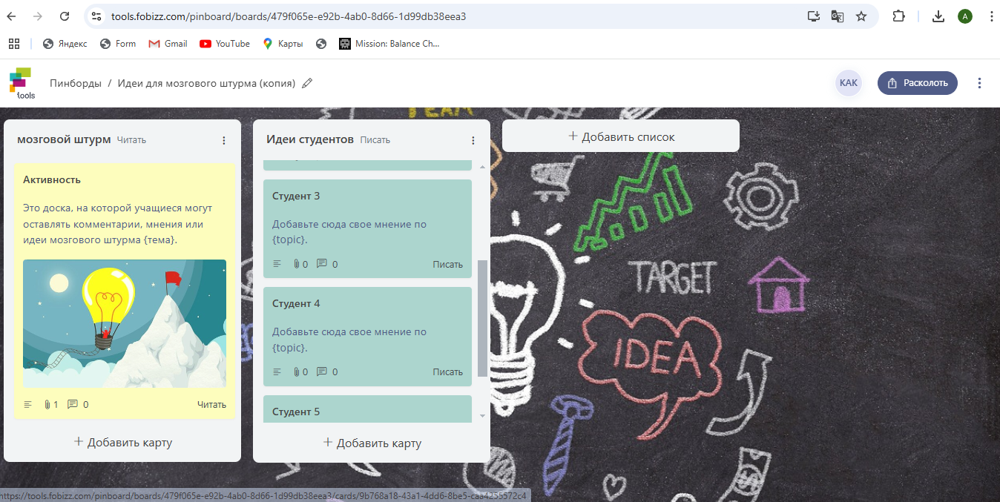 tools.fobizz.com/pinboard/boards/479f065e-e92b-4ab0-8d66-1d99db38eea3
A
Яндекс Form Gmail YouTube Карты Mission: Balance Ch...
tools
Пинборды / Идеи для мозгового штурма (копия)
КАК
Расколоть
TEAM
мозговой штурм Читать
Активность
Это доска, на которой учащиеся могут
оставлять комментарии, мнения или
идеи мозгового штурма {тема}.
1 0 Читать
+ Добавить карту
Идеи студентов Писать
Студент 3
Добавьте сюда свое мнение по
{topic}.
0 0 Писать
Студент 4
Добавьте сюда свое мнение по
{topic}.
0 0 Писать
Студент 5
+ Добавить карту
+ Добавить список
TARGET
IDEA
https://tools.fobizz.com/pinboard/boards/479f065e-e92b-4ab0-8d66-1d99db38eea3/cards/9b768a18-43a1-4dd6-8be5-caa4255572c4